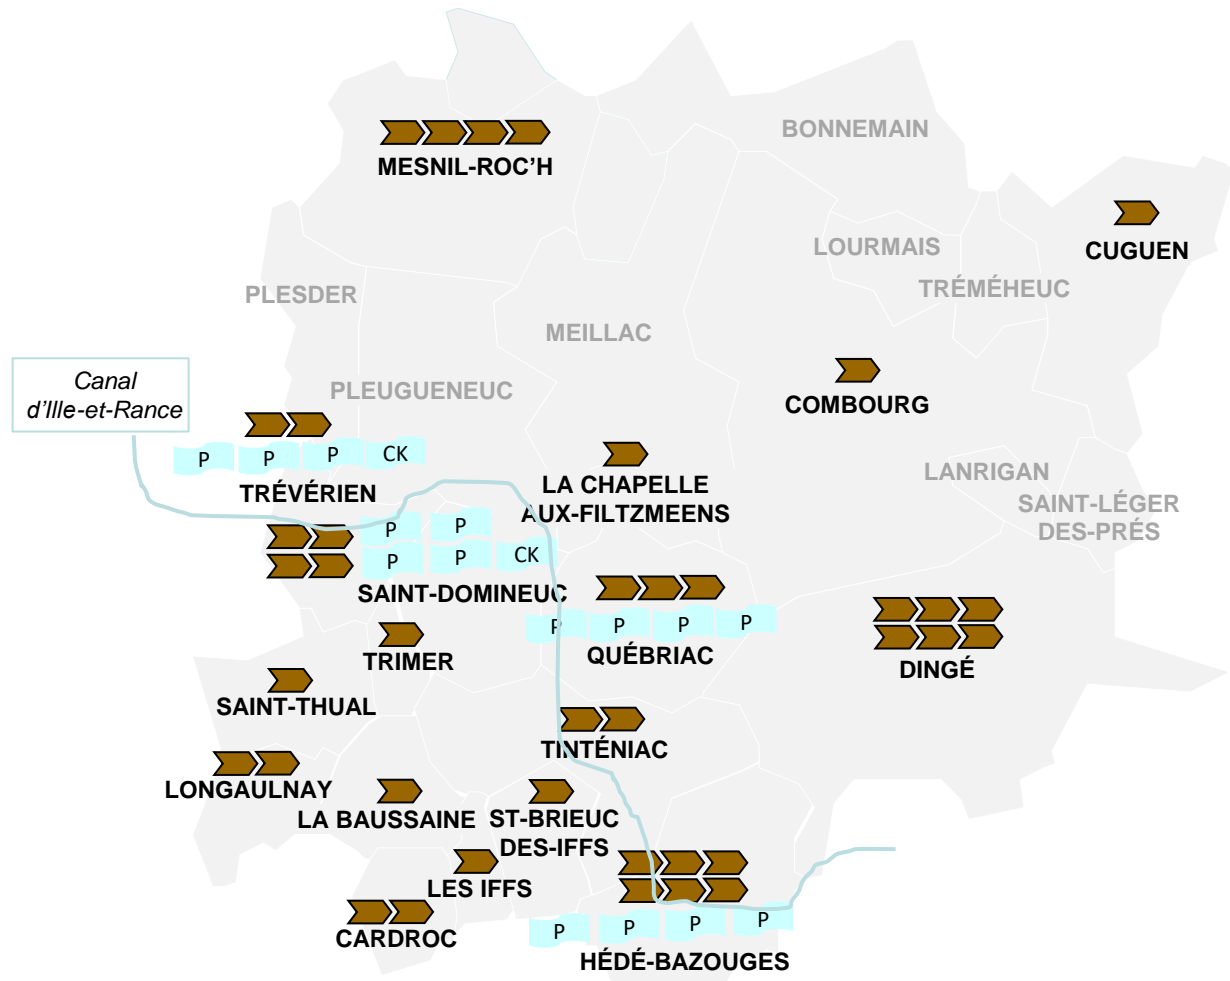 BONNEMAIN
MESNIL-ROC'H
CUGUEN
LOURMAIS
TRÉMÉHEUC
PLESDER
MEILLAC
Canal
d'Ille-et-Rance
PLEUGUENEUC
COMBOURG
P P P CK
TRÉVÉRIEN
LA CHAPELLE
AUX-FILTZMEENS
LANRIGAN
SAINT-LÉGER
DES-PRÉS
P P
P P CK
SAINT-DOMINEUC
P P P P
QUÉBRIAC
TRIMER
DINGÉ
SAINT-THUAL
TINTÉNIAC
LONGAULNAY
LA BAUSSAINE
ST-BRIEUC
DES-IFFS
LES IFFS
CARDROC
P P P P
HÉDÉ-BAZOUGES